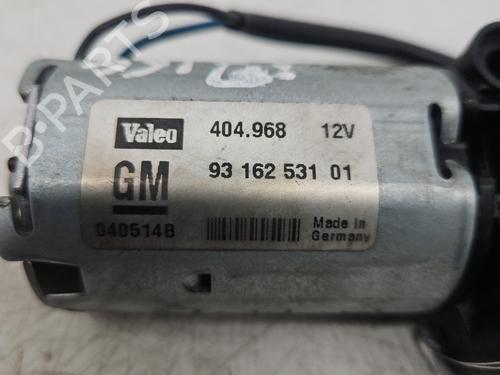 B-PARTS
Valeo 404.968 12V
GM 93 162 531 01
040514B Made in
Germany